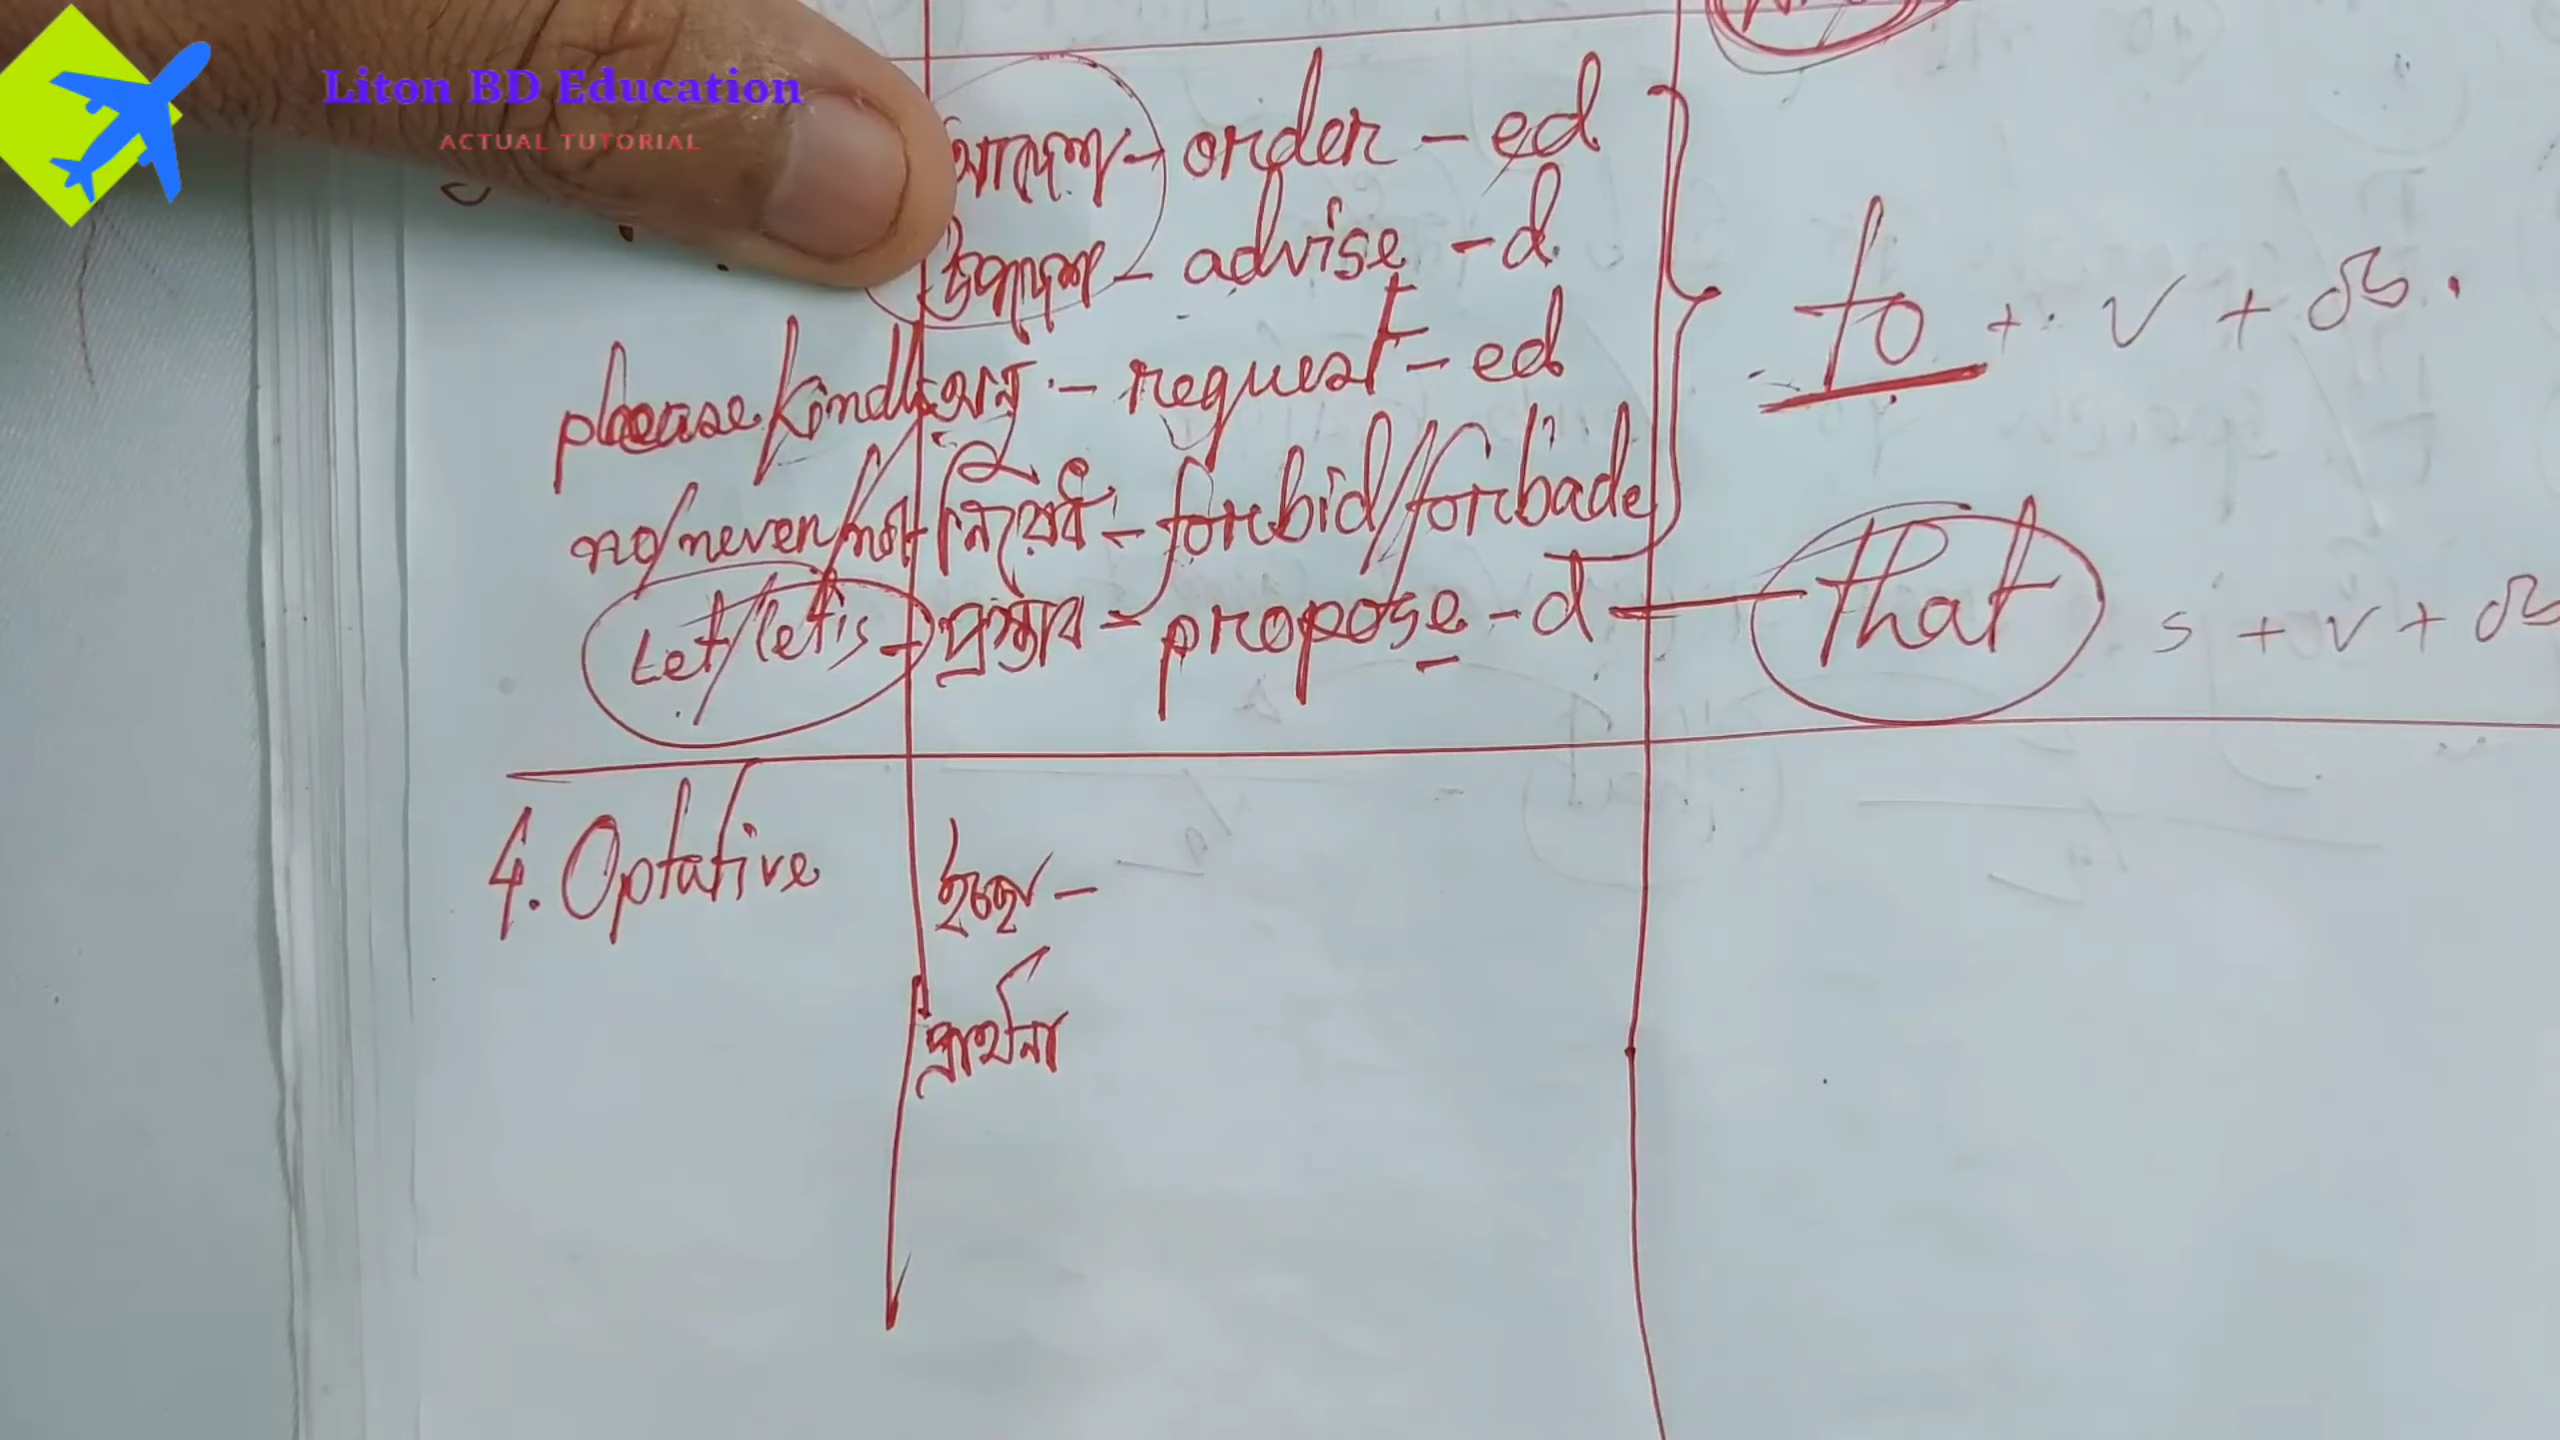 Liton BD Education
ACTUAL TUTORIAL
আদেশ - order - ed
উপদেশ - advise - d
to + v + ob.
please/kindly অনু - request - ed
no/never/not - নিষেধ - forbid/forbade
Let/let's - প্রস্তাব - propose - d - that s + v + ob
4. Optative ইচ্ছা -
প্রার্থনা